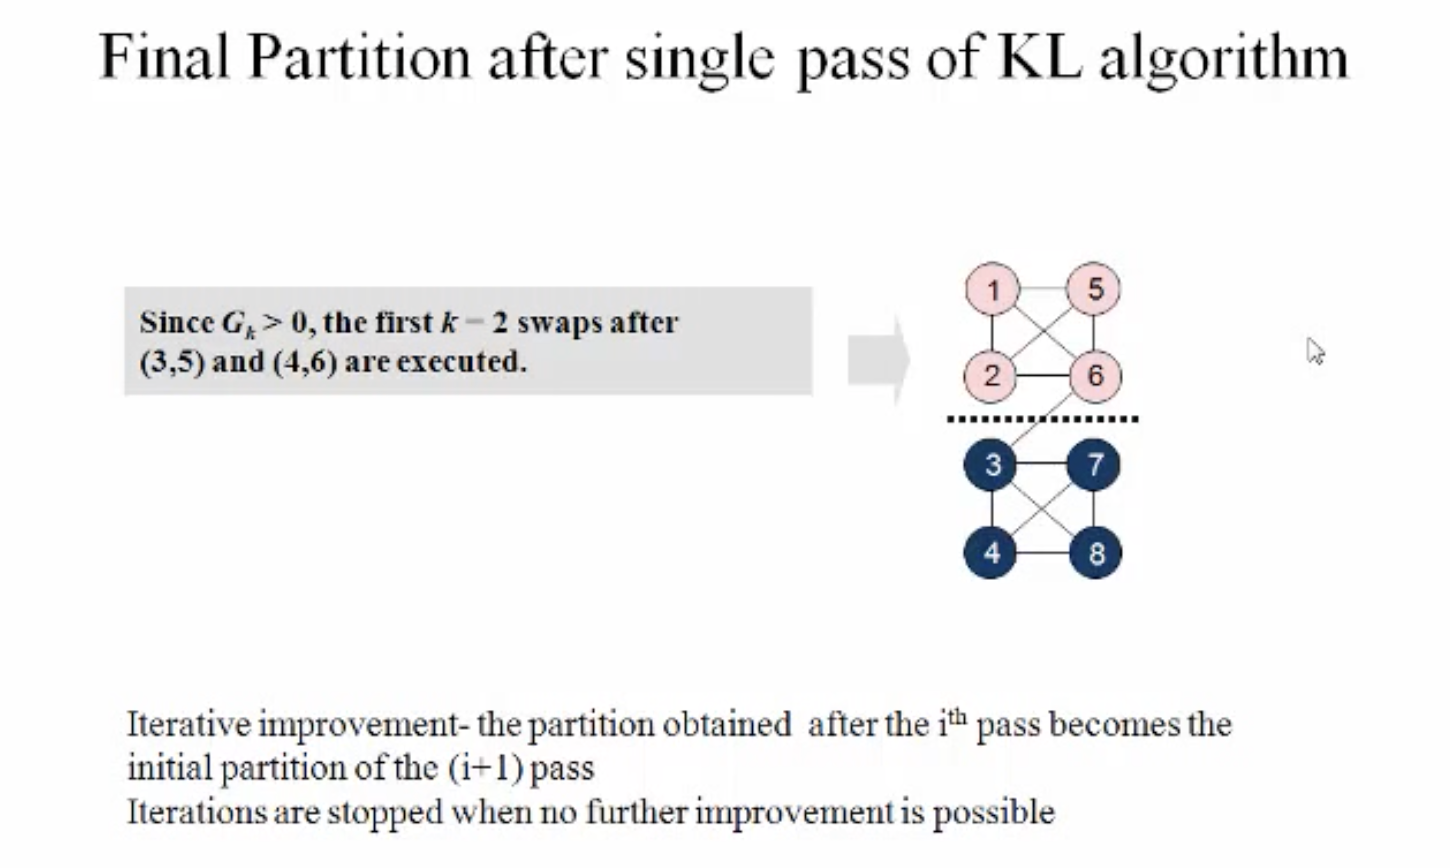 Final Partition after single pass of KL algorithm
Since Gₖ > 0, the first k = 2 swaps after
(3,5) and (4,6) are executed.
1 5
2 6
3 7
4 8
Iterative improvement- the partition obtained after the iᵗʰ pass becomes the
initial partition of the (i+1) pass
Iterations are stopped when no further improvement is possible